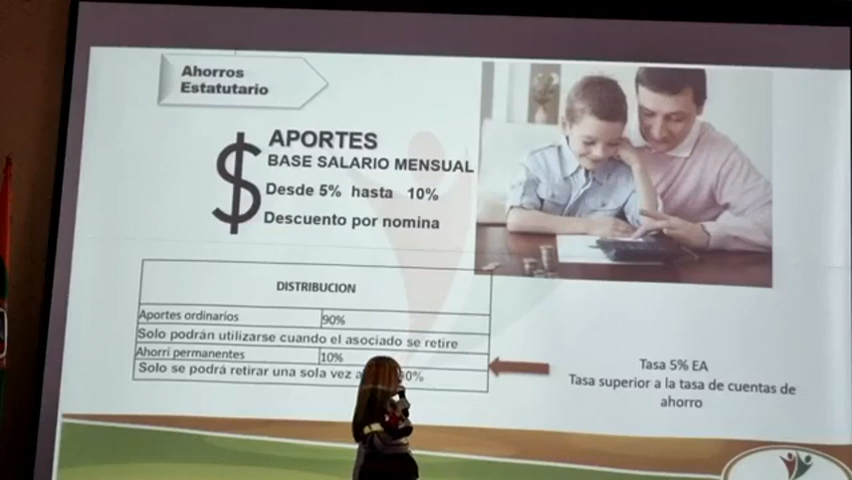 Ahorros
Estatutario
APORTES
BASE SALARIO MENSUAL
Desde 5% hasta 10%
Descuento por nomina
$
DISTRIBUCION
Aportes ordinarios 90%
Solo podrán utilizarse cuando el asociado se retire
Ahorri permanentes 10%
Solo se podrá retirar una sola vez 0%
Tasa 5% EA
Tasa superior a la tasa de cuentas de
ahorro